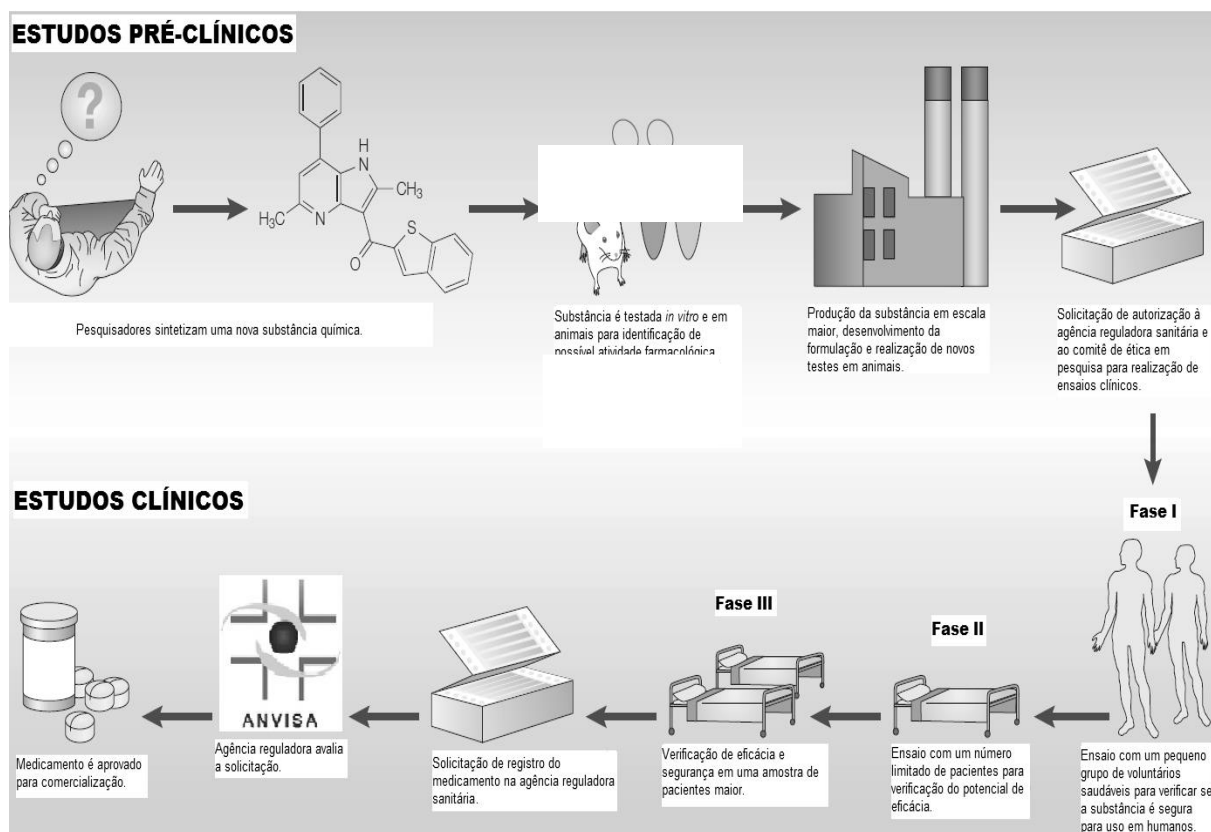 ESTUDOS PRÉ-CLÍNICOS
?
N
H
CH₃
H₃C
N
S
O
Pesquisadores sintetizam uma nova substância química.
Substância é testada in vitro e em
animais para identificação de
possível atividade farmacológica
Produção da substância em escala
maior, desenvolvimento da
formulação e realização de novos
testes em animais.
Solicitação de autorização à
agência reguladora sanitária e
ao comitê de ética em
pesquisa para realização de
ensaios clínicos.
ESTUDOS CLÍNICOS
Fase I
Ensaio com um pequeno
grupo de voluntários
saudáveis para verificar se
a substância é segura
para uso em humanos.
Fase II
Ensaio com um número
limitado de pacientes para
verificação do potencial de
eficácia.
Fase III
Verificação de eficácia e
segurança em uma amostra de
pacientes maior.
Solicitação de registro do
medicamento na agência reguladora
sanitária.
ANVISA
Agência reguladora avalia
a solicitação.
Medicamento é aprovado
para comercialização.